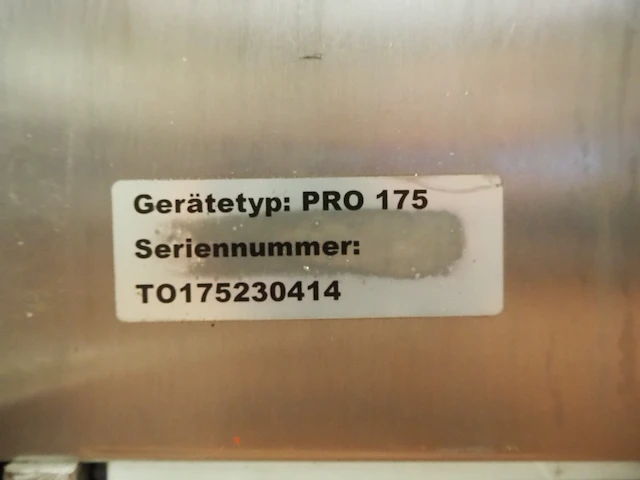 Gerätetyp: PRO 175
Seriennummer:
TO175230414